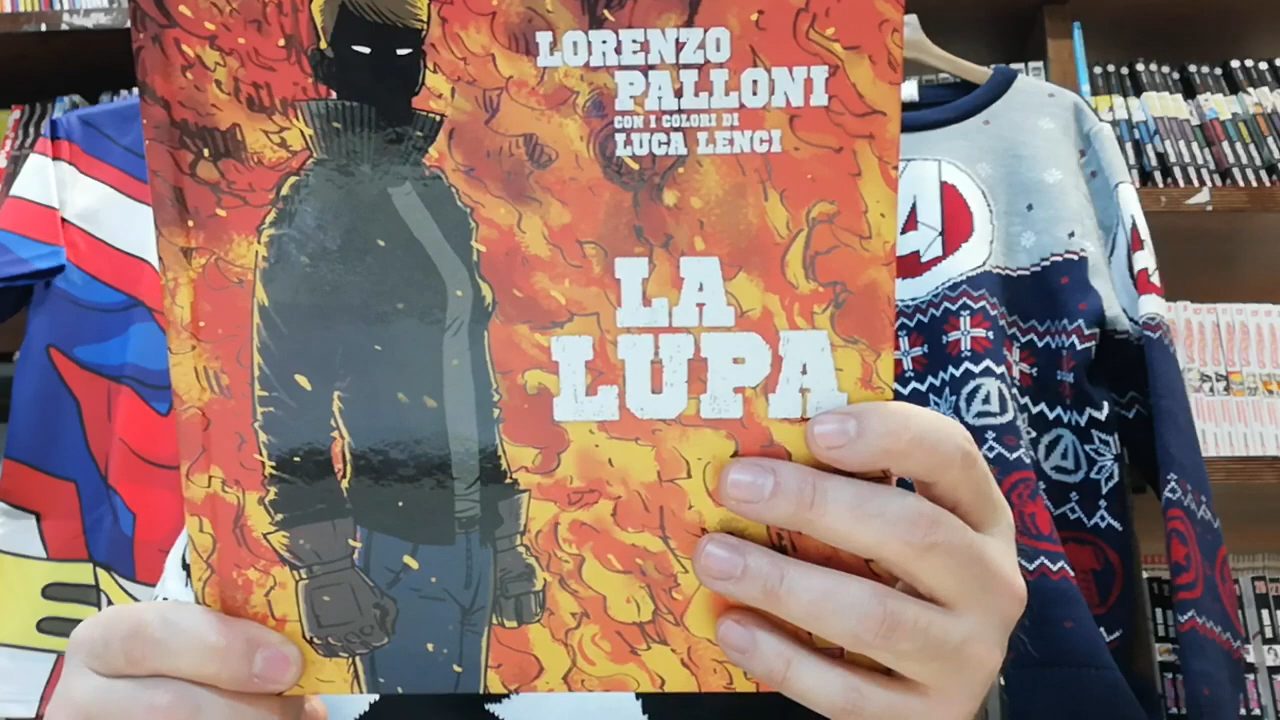 LORENZO
PALLONI
CON I COLORI DI
LUCA LENCI
LA
LUPA